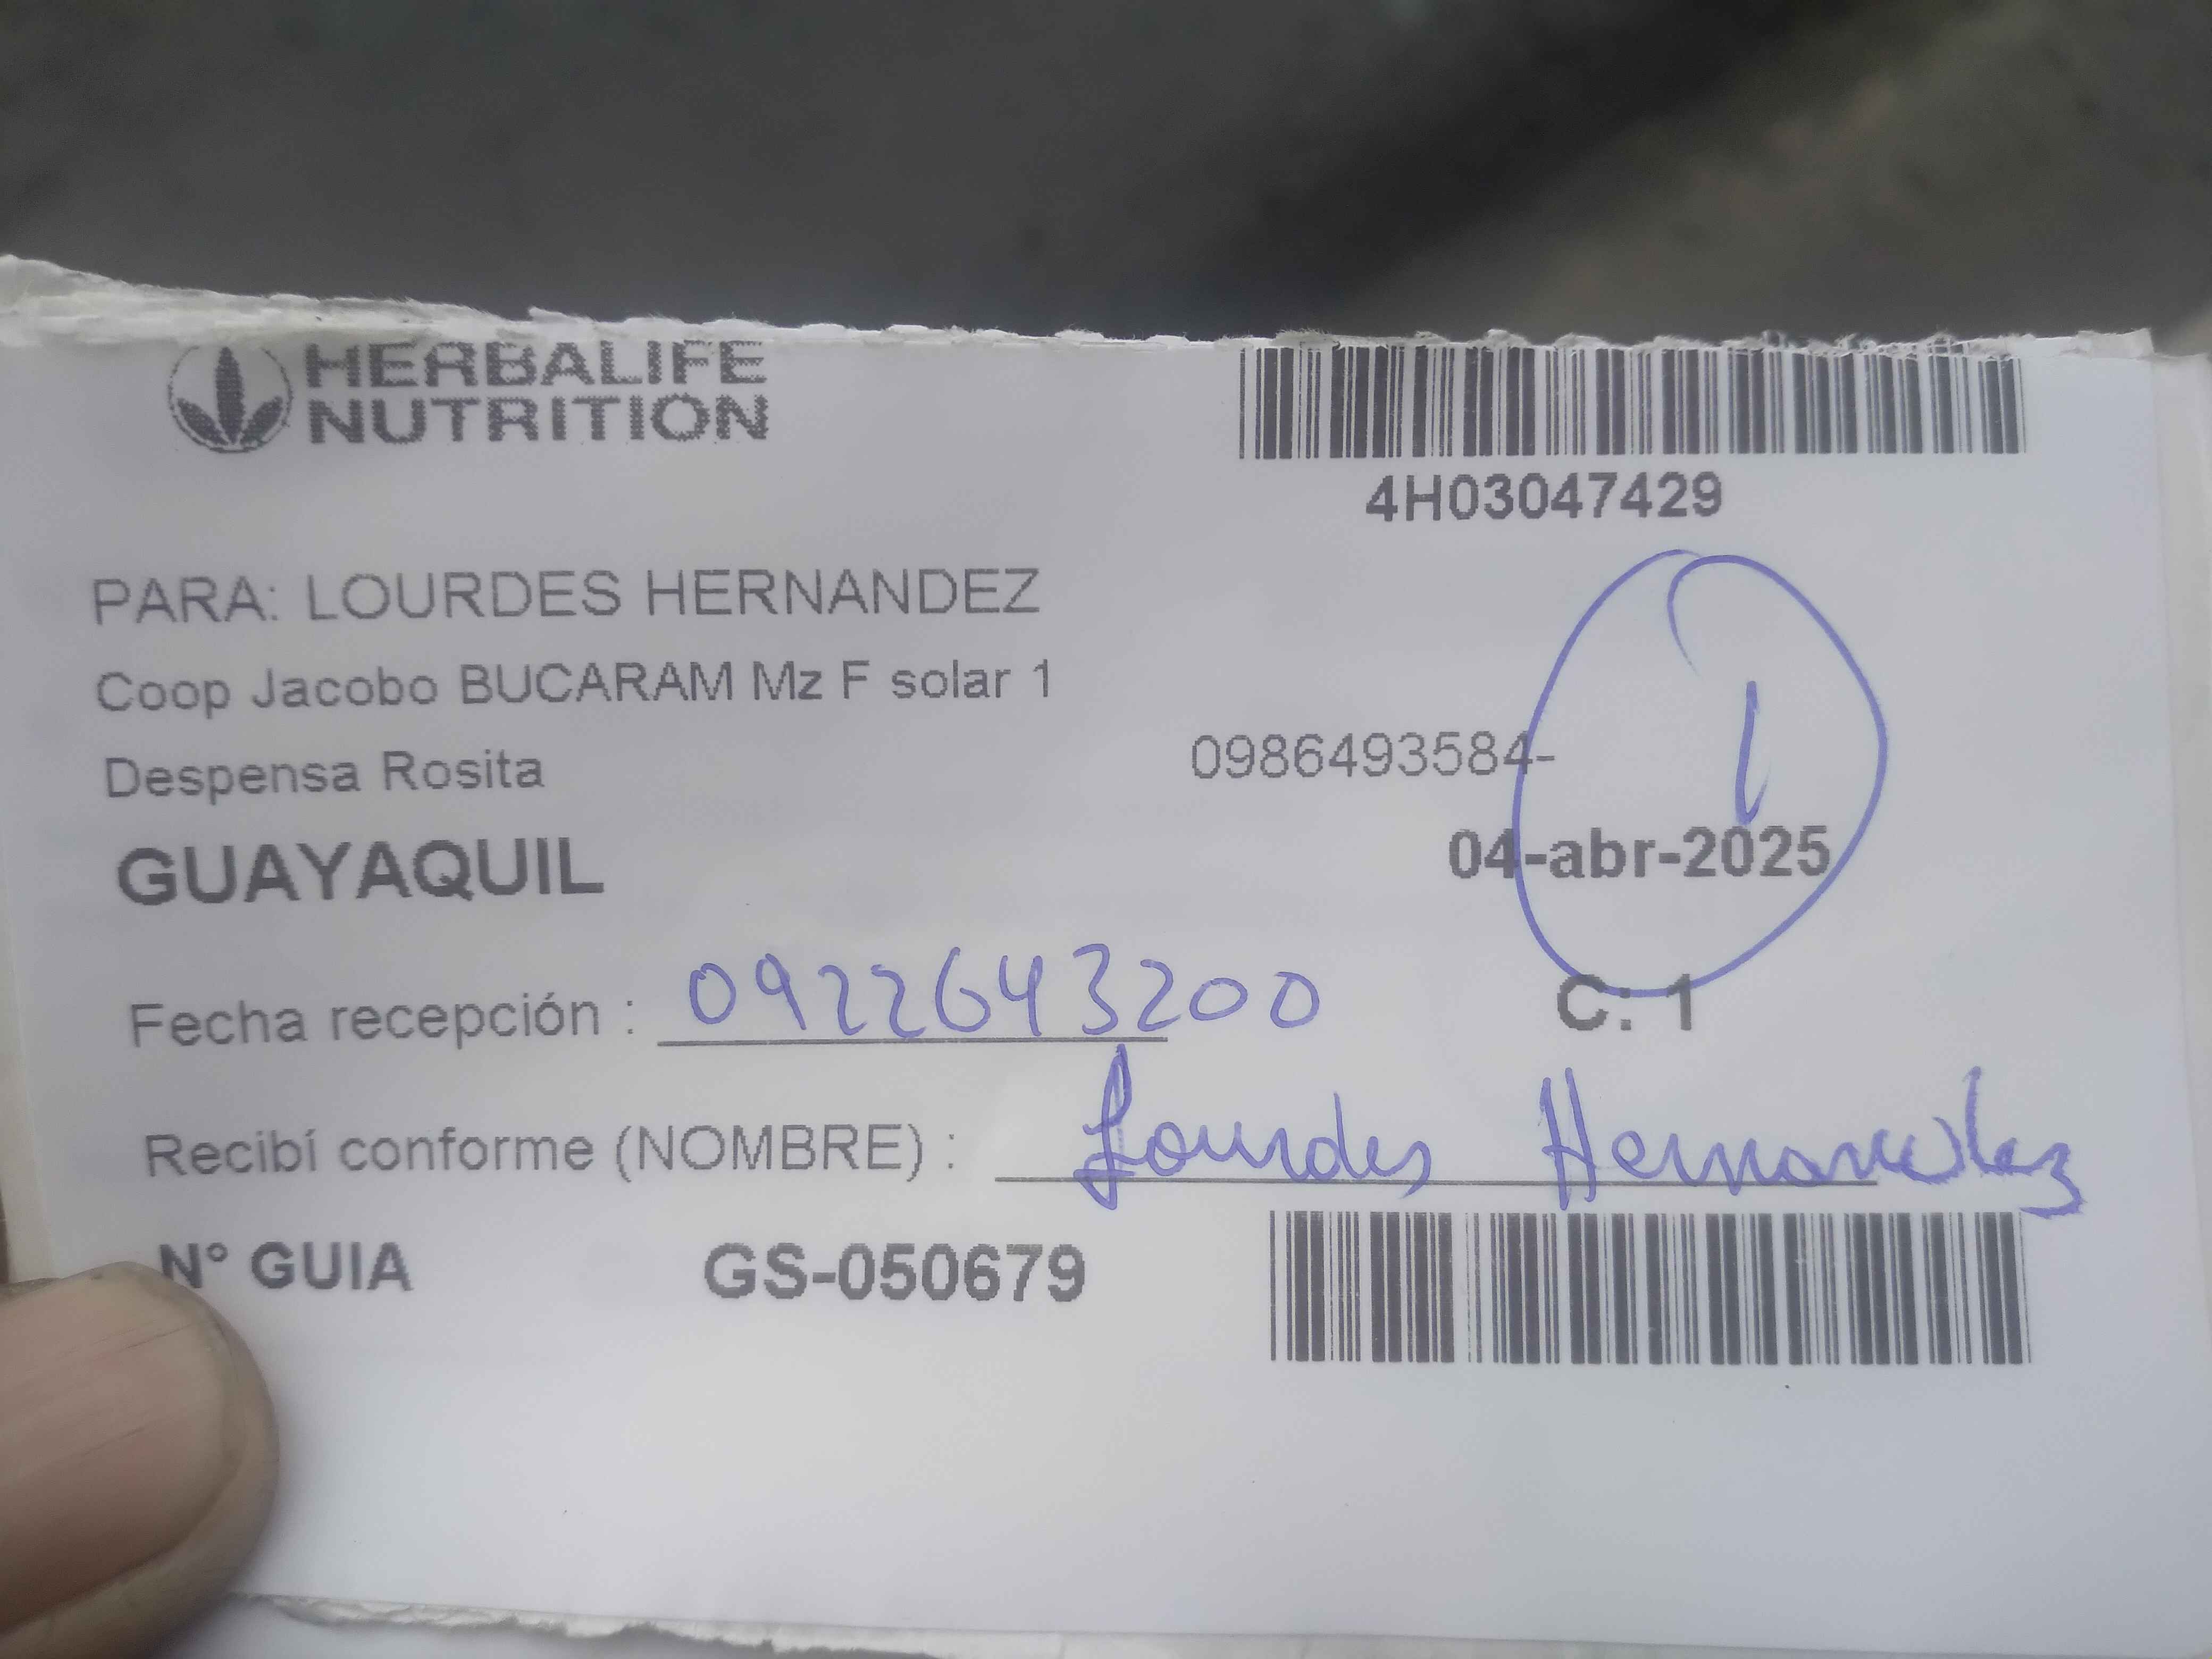 HERBALIFE
NUTRITION
4H03047429
PARA: LOURDES HERNANDEZ
Coop Jacobo BUCARAM Mz F solar 1
Despensa Rosita
0986493584-
1
GUAYAQUIL
04-abr-2025
Fecha recepción : 0922643200
C: 1
Recibí conforme (NOMBRE) : Lourdes Hernandez
N° GUIA GS-050679